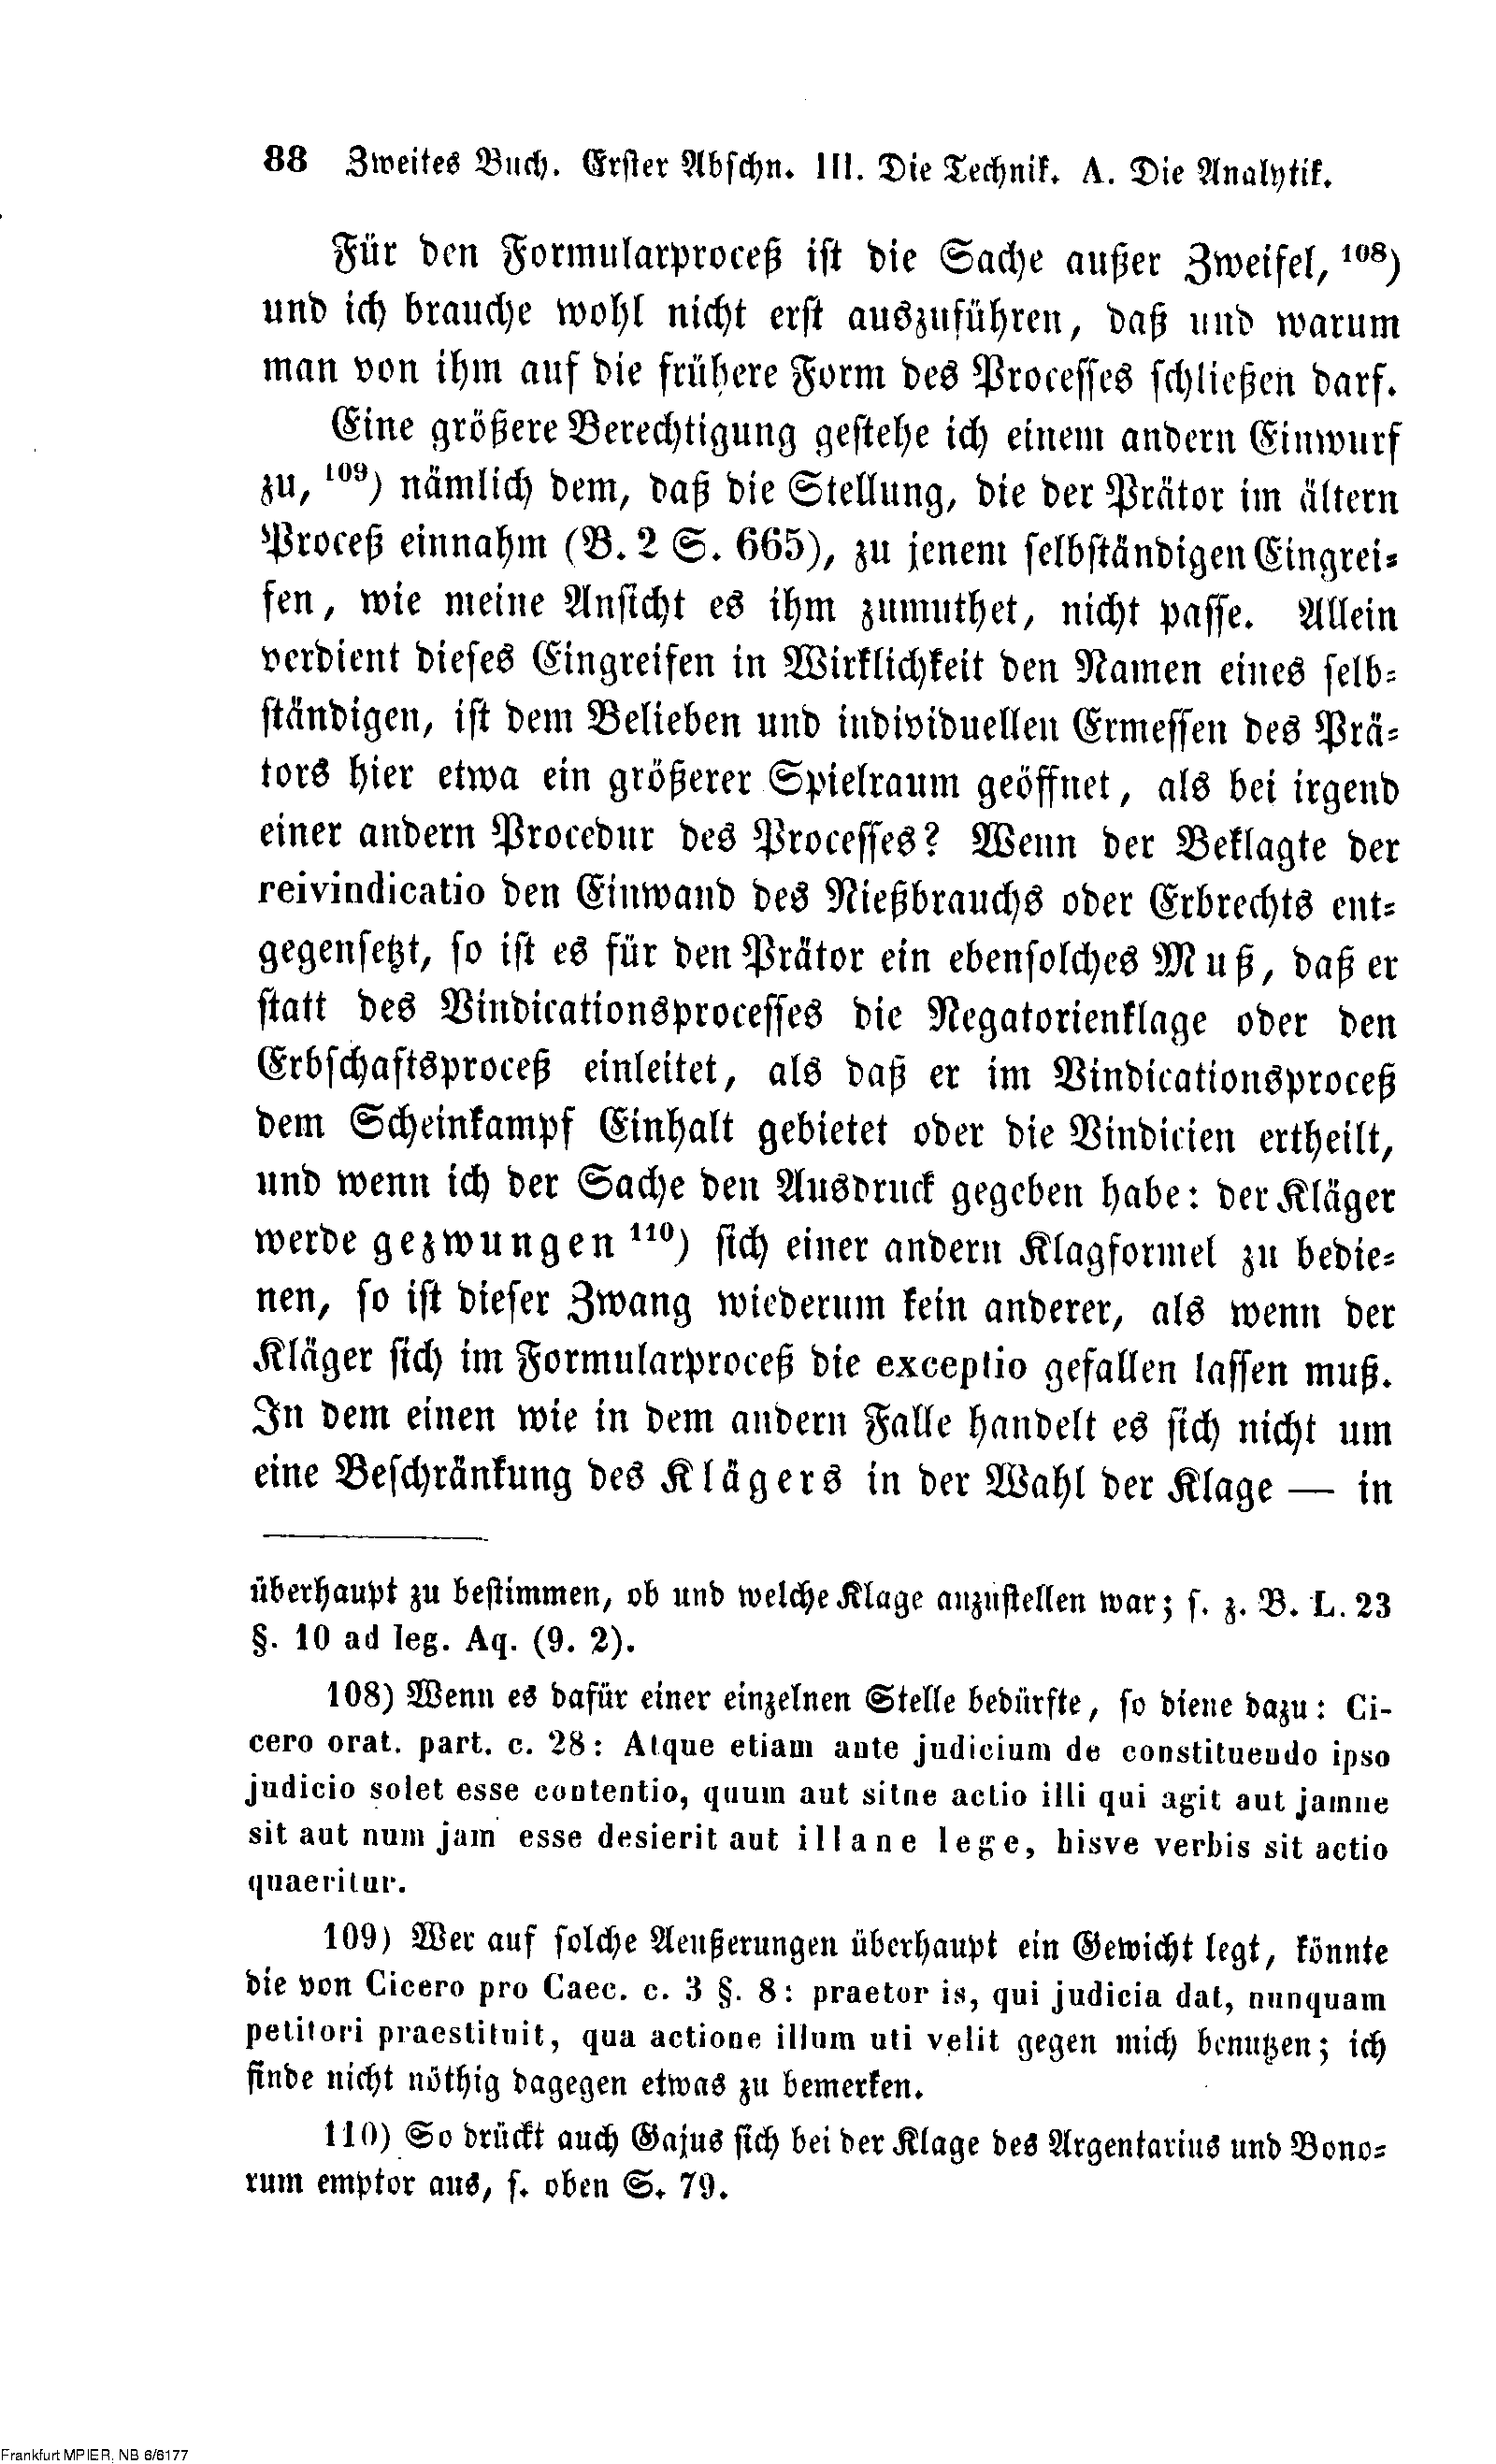 88 Zweites Buch. Erster Abschn. III. Die Technik. A. Die Analytik.
Für den Formularproceß ist die Sache außer Zweifel, 108)
und ich brauche wohl nicht erst auszuführen, daß und warum
man von ihm auf die frühere Form des Processes schließen darf.
Eine größere Berechtigung gestehe ich einem andern Einwurf
zu, 109) nämlich dem, daß die Stellung, die der Prätor im ältern
Proceß einnahm (B. 2 S. 665), zu jenem selbständigen Eingrei-
fen, wie meine Ansicht es ihm zumuthet, nicht passe. Allein
verdient dieses Eingreifen in Wirklichkeit den Namen eines selb-
ständigen, ist dem Belieben und individuellen Ermessen des Prä-
tors hier etwa ein größerer Spielraum geöffnet, als bei irgend
einer andern Procedur des Processes? Wenn der Beklagte der
reivindicatio den Einwand des Nießbrauchs oder Erbrechts ent-
gegensetzt, so ist es für den Prätor ein ebensolches Muß, daß er
statt des Vindicationsprocesses die Negatorienklage oder den
Erbschaftsproceß einleitet, als daß er im Vindicationsproceß
dem Scheinkampf Einhalt gebietet oder die Vindicien ertheilt,
und wenn ich der Sache den Ausdruck gegeben habe: der Kläger
werde gezwungen 110) sich einer andern Klagformel zu bedie-
nen, so ist dieser Zwang wiederum kein anderer, als wenn der
Kläger sich im Formularproceß die exceptio gefallen lassen muß.
In dem einen wie in dem andern Falle handelt es sich nicht um
eine Beschränkung des Klägers in der Wahl der Klage — in
überhaupt zu bestimmen, ob und welche Klage anzustellen war; s. z. B. L. 23
§. 10 ad leg. Aq. (9. 2).
108) Wenn es dafür einer einzelnen Stelle bedürfte, so diene dazu: Ci-
cero orat. part. c. 28: Atque etiam ante judicium de constituendo ipso
judicio solet esse contentio, quum aut sitne actio illi qui agit aut jamne
sit aut num jam esse desierit aut illane lege, hisve verbis sit actio
quaeritur.
109) Wer auf solche Aeußerungen überhaupt ein Gewicht legt, könnte
die von Cicero pro Caec. c. 3 §. 8: praetor is, qui judicia dat, nunquam
petitori praestituit, qua actione illum uti velit gegen mich benutzen; ich
finde nicht nöthig dagegen etwas zu bemerken.
110) So drückt auch Gajus sich bei der Klage des Argentarius und Bono-
rum emptor aus, s. oben S. 79.
Frankfurt MPIER, NB 6/6177